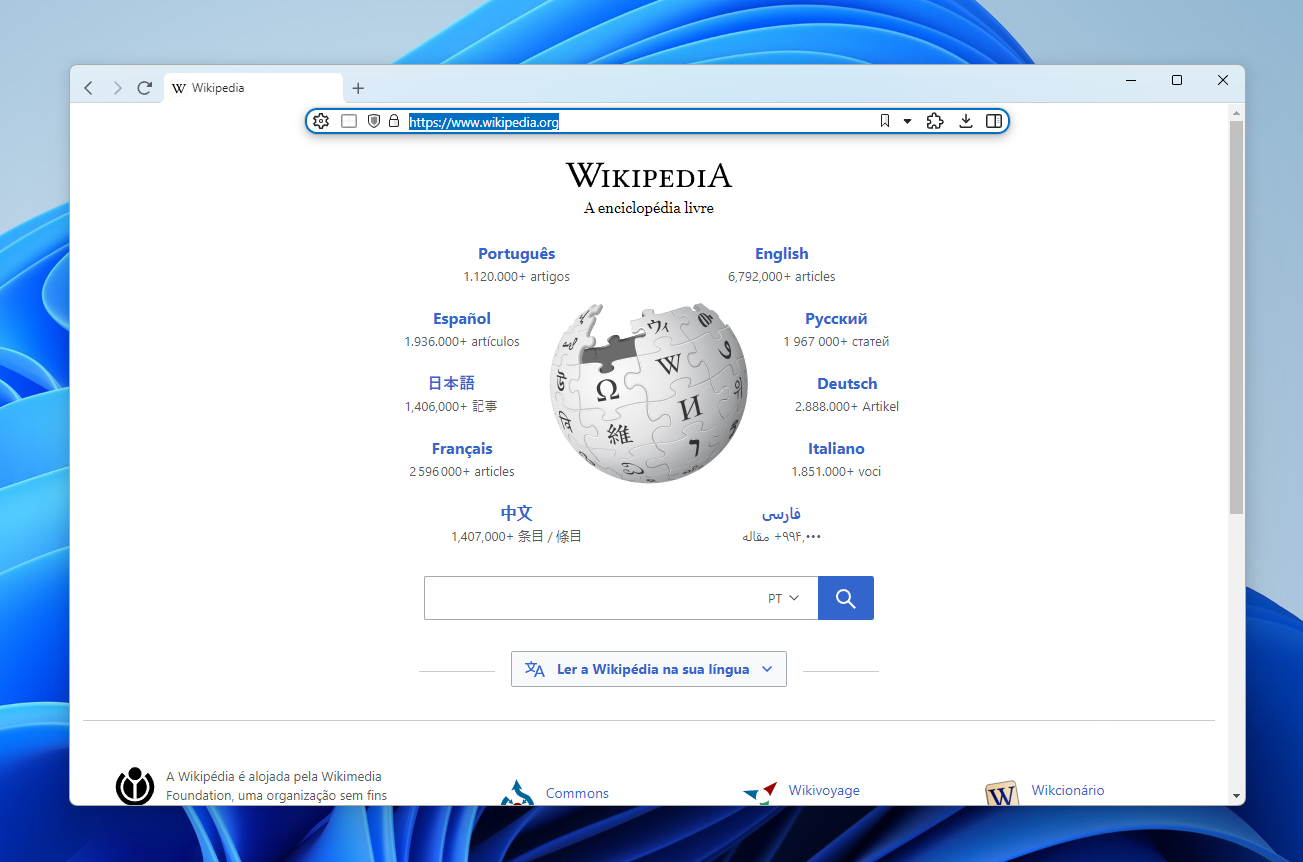 Wikipedia
https://www.wikipedia.org
WIKIPEDIA
A enciclopédia livre
Português
1.120.000+ artigos
English
6,792,000+ articles
Español
1.936.000+ artículos
Русский
1 967 000+ статей
日本語
1,406,000+ 記事
Deutsch
2.888.000+ Artikel
Français
2 596 000+ articles
Italiano
1.851.000+ voci
中文
1,407,000+ 条目 / 條目
فارسی
۹۹۴٬۰۰۰+ مقاله
Ω
W
И
維
ウィ
PT
Ler a Wikipédia na sua língua
A Wikipédia é alojada pela Wikimedia
Foundation, uma organização sem fins
Commons
Wikivoyage
W
Wikcionário